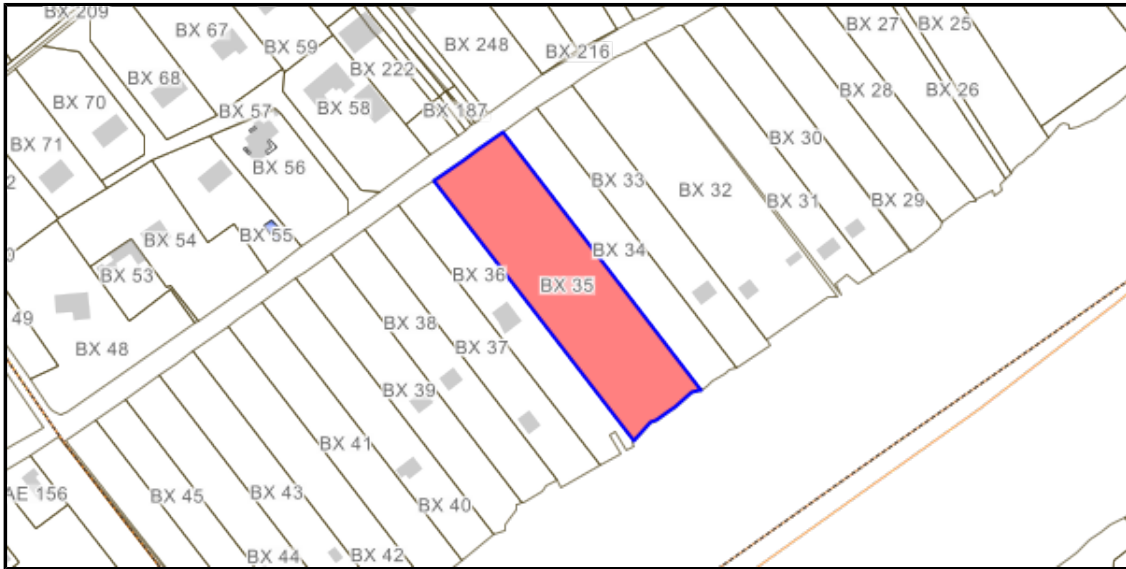 BX 209
BX 67
BX 59
BX 248
BX 216
BX 27
BX 25
BX 68
BX 222
BX 70
BX 57
BX 58
BX 187
BX 28
BX 26
BX 71
BX 56
BX 30
2
BX 33
BX 32
BX 31
BX 29
BX 55
BX 54
BX 34
0
BX 53
BX 36
BX 35
49
BX 38
BX 48
BX 37
BX 39
BX 41
AE 156
BX 45
BX 43
BX 40
BX 44
BX 42